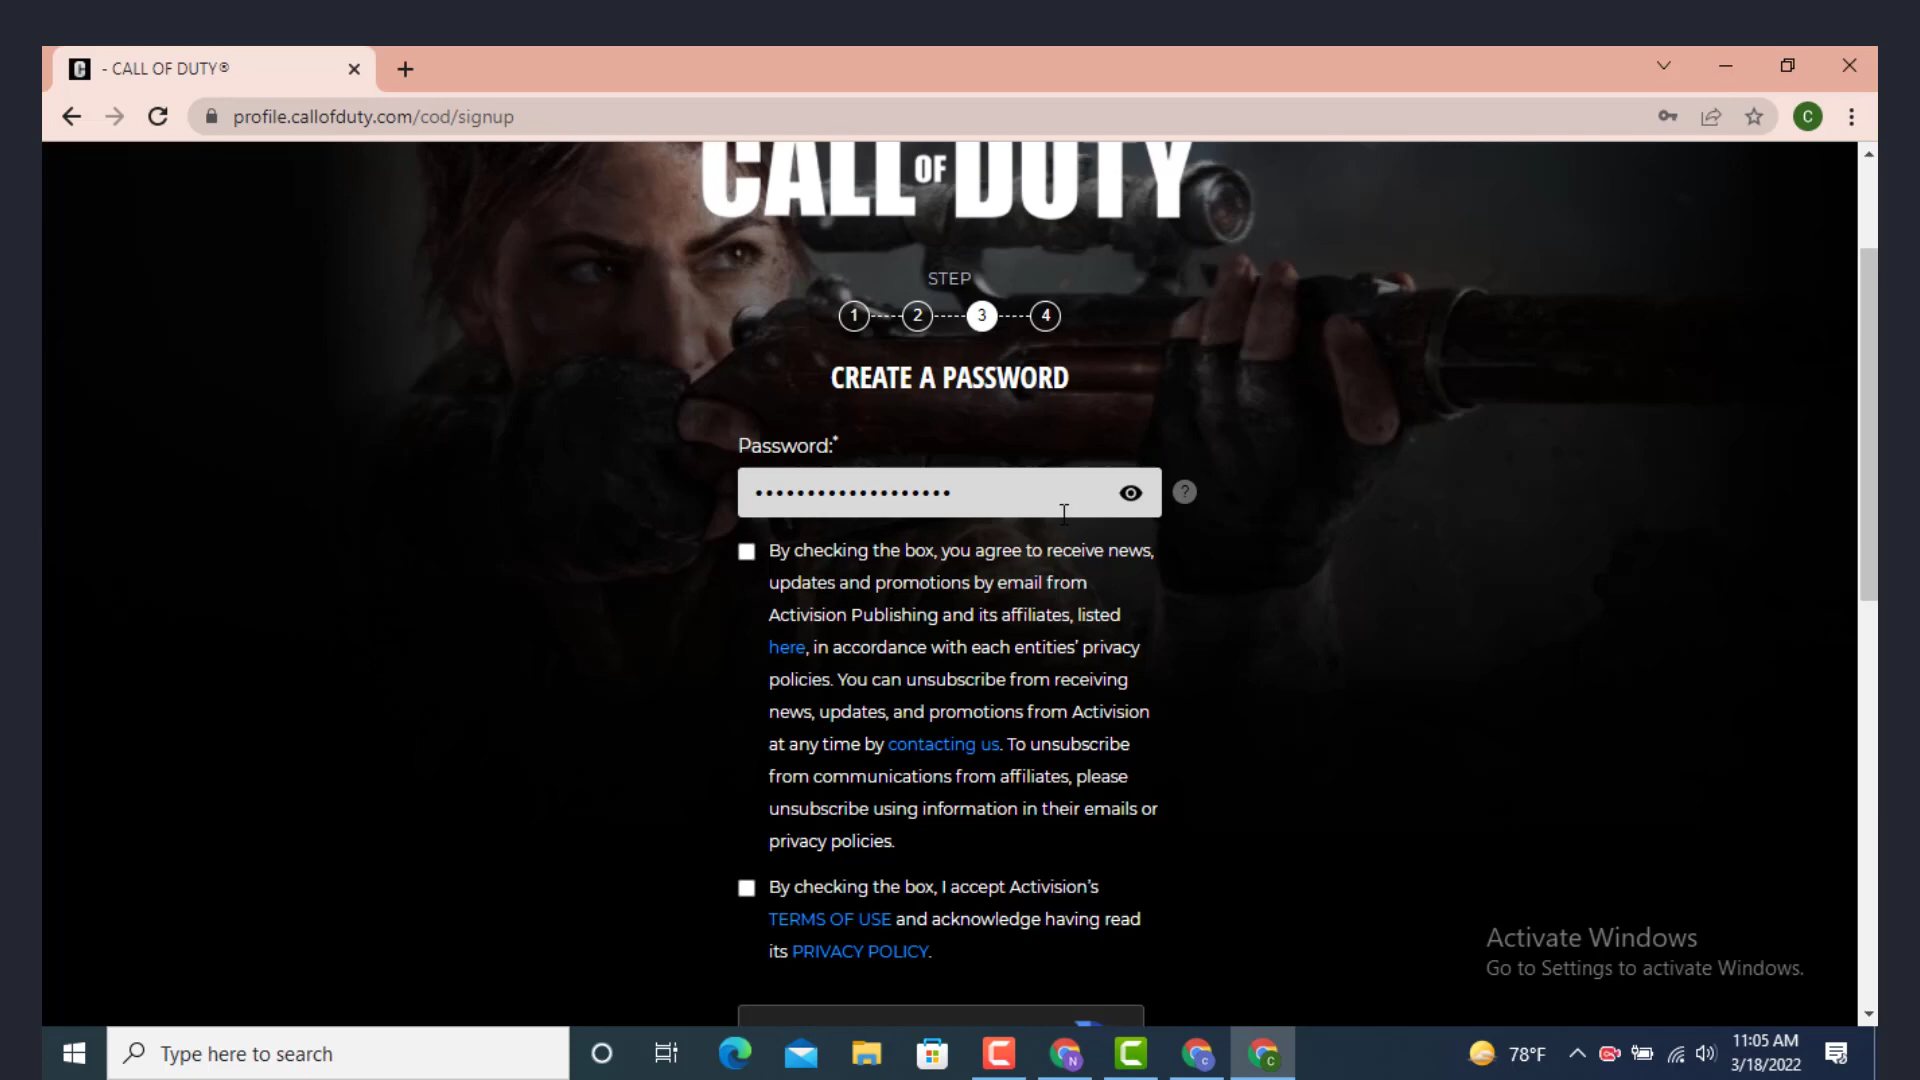 - CALL OF DUTY®
profile.callofduty.com/cod/signup
C
CALL OF DUTY
STEP
1 2 3 4
CREATE A PASSWORD
Password:*
•••••••••••••••••••
?
By checking the box, you agree to receive news,
updates and promotions by email from
Activision Publishing and its affiliates, listed
here, in accordance with each entities' privacy
policies. You can unsubscribe from receiving
news, updates, and promotions from Activision
at any time by contacting us. To unsubscribe
from communications from affiliates, please
unsubscribe using information in their emails or
privacy policies.
By checking the box, I accept Activision's
TERMS OF USE and acknowledge having read
its PRIVACY POLICY.
Activate Windows
Go to Settings to activate Windows.
Type here to search
N
C
C
78°F
11:05 AM
3/18/2022